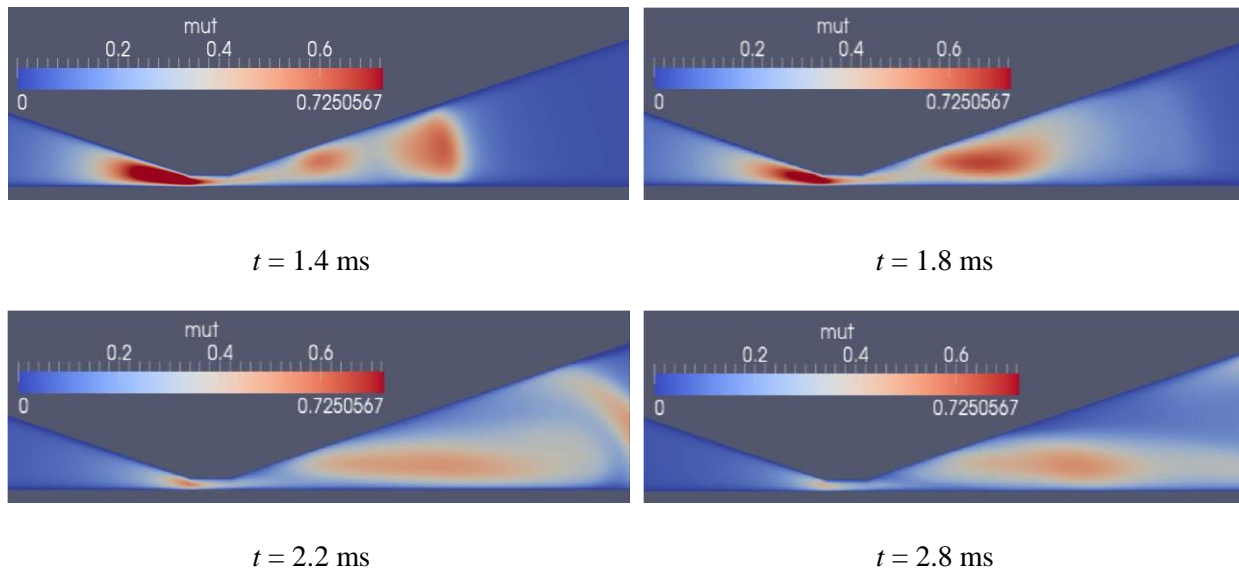 mut
0.2 0.4 0.6
0 0.7250567
t = 1.4 ms
mut
0.2 0.4 0.6
0 0.7250567
t = 1.8 ms
mut
0.2 0.4 0.6
0 0.7250567
t = 2.2 ms
mut
0.2 0.4 0.6
0 0.7250567
t = 2.8 ms